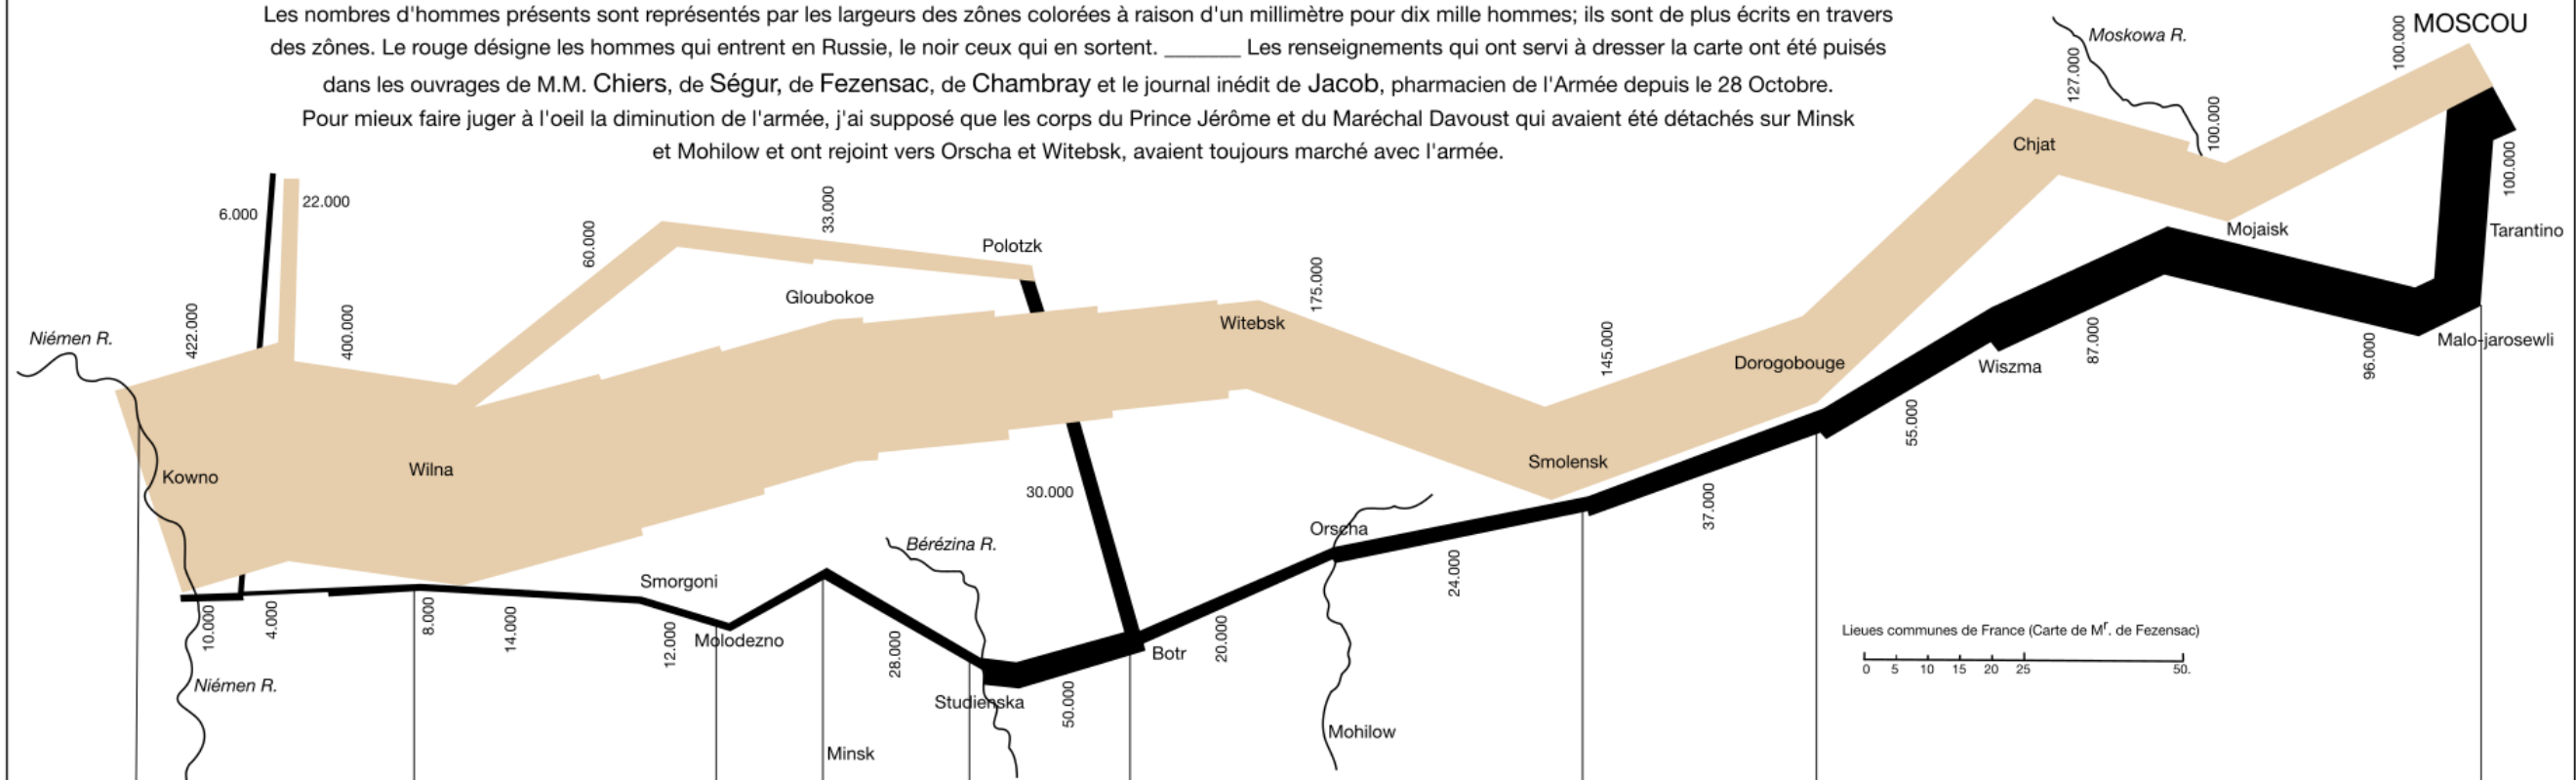 Les nombres d'hommes présents sont représentés par les largeurs des zônes colorées à raison d'un millimètre pour dix mille hommes; ils sont de plus écrits en travers
des zônes. Le rouge désigne les hommes qui entrent en Russie, le noir ceux qui en sortent. _______ Les renseignements qui ont servi à dresser la carte ont été puisés
dans les ouvrages de M.M. Chiers, de Ségur, de Fezensac, de Chambray et le journal inédit de Jacob, pharmacien de l'Armée depuis le 28 Octobre.
Pour mieux faire juger à l'oeil la diminution de l'armée, j'ai supposé que les corps du Prince Jérôme et du Maréchal Davoust qui avaient été détachés sur Minsk
et Mohilow et ont rejoint vers Orscha et Witebsk, avaient toujours marché avec l'armée.
MOSCOU
100.000
Moskowa R.
127.000
100.000
Chjat
100.000
Mojaisk
Tarantino
6.000
22.000
60.000
33.000
Polotzk
Gloubokoe
175.000
Witebsk
422.000
400.000
Niémen R.
145.000
Dorogobouge
Wiszma
87.000
96.000
Malo-jarosewli
55.000
Kowno
Wilna
Smolensk
30.000
37.000
Orscha
Bérézina R.
24.000
Smorgoni
10.000
4.000
8.000
14.000
12.000
Molodezno
28.000
Botr
20.000
Lieues communes de France (Carte de Mr. de Fezensac)
0 5 10 15 20 25 50.
Niémen R.
Studienska
50.000
Mohilow
Minsk